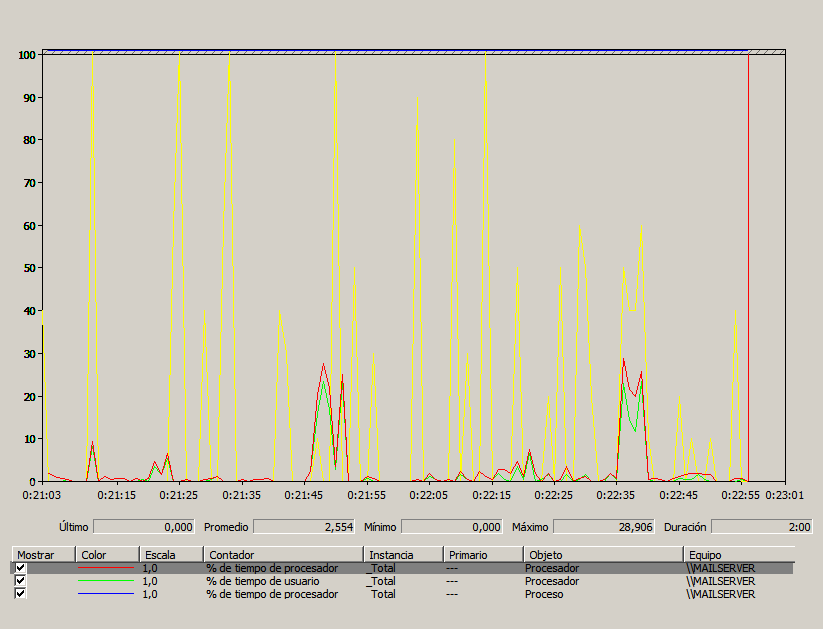 100
90
80
70
60
50
40
30
20
10
0
0:21:03 0:21:15 0:21:25 0:21:35 0:21:45 0:21:55 0:22:05 0:22:15 0:22:25 0:22:35 0:22:45 0:22:55 0:23:01
Último 0,000 Promedio 2,554 Mínimo 0,000 Máximo 28,906 Duración 2:00
Mostrar Color Escala Contador Instancia Primario Objeto Equipo
1,0 % de tiempo de procesador _Total --- Procesador \\MAILSERVER
1,0 % de tiempo de usuario _Total --- Procesador \\MAILSERVER
1,0 % de tiempo de procesador _Total --- Proceso \\MAILSERVER